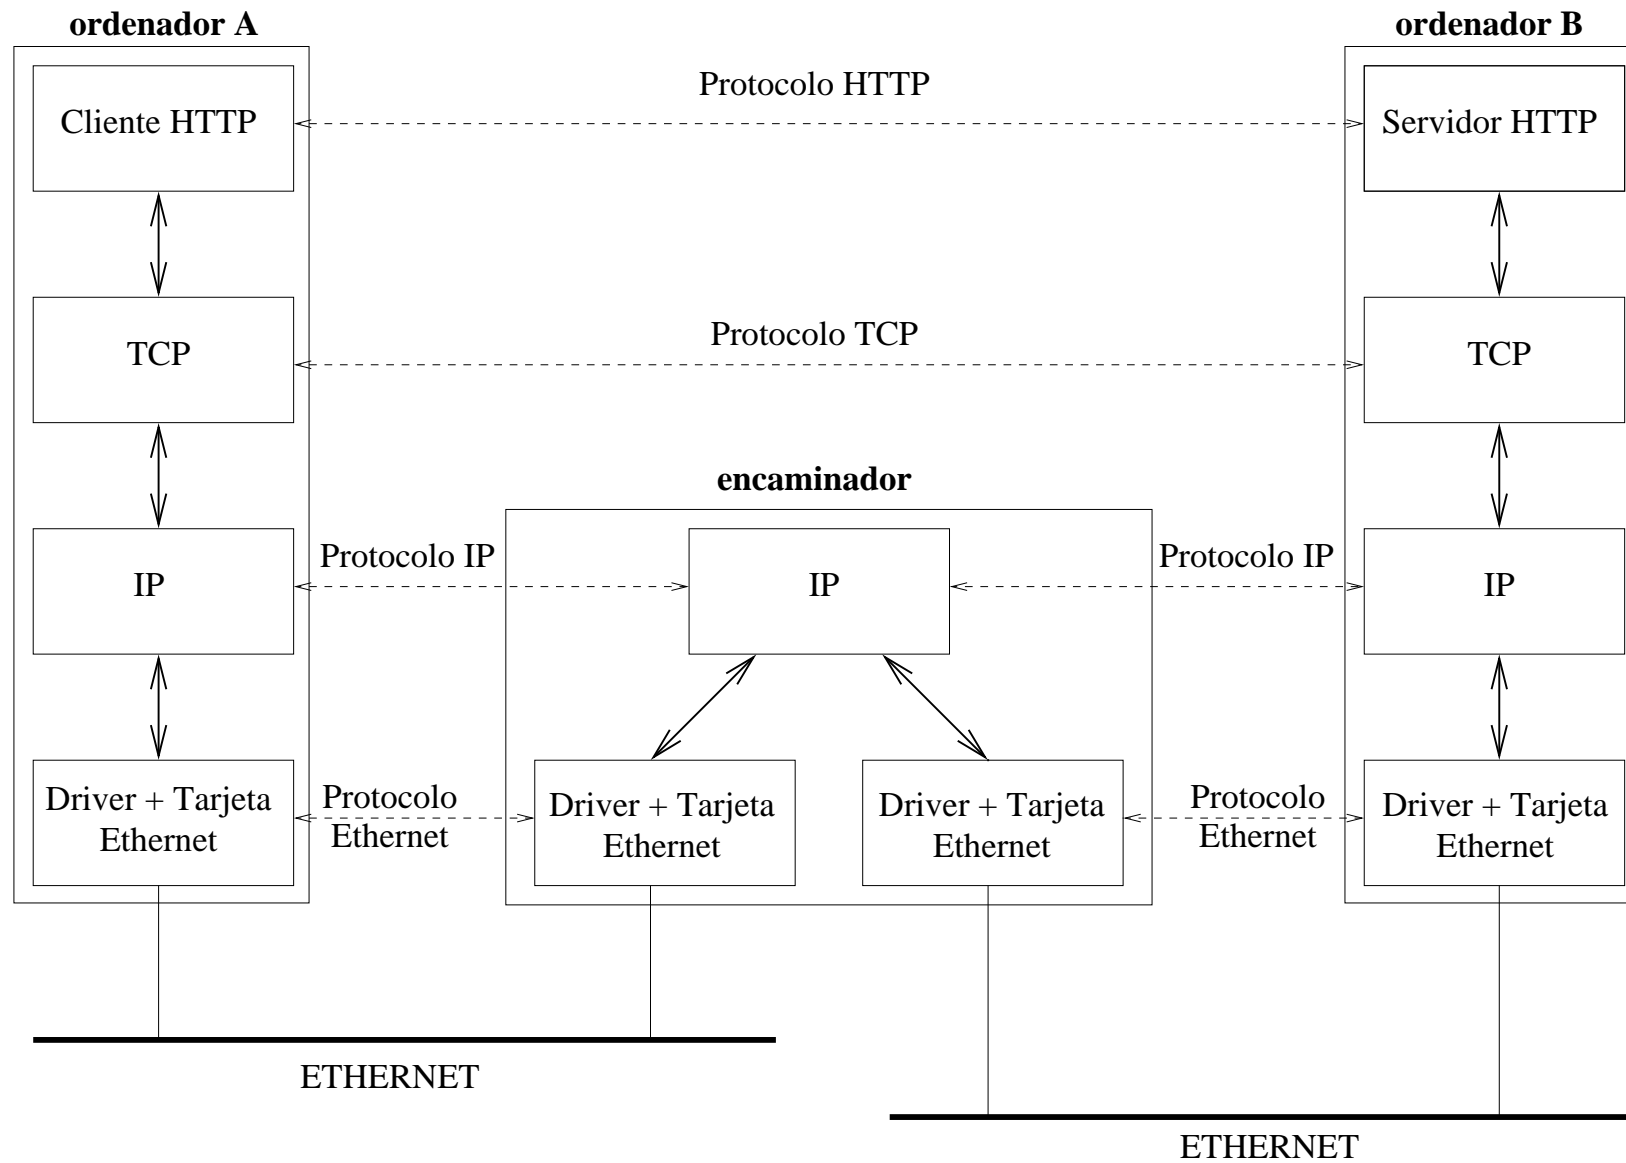 ordenador A
ordenador B
Protocolo HTTP
Cliente HTTP
Servidor HTTP
Protocolo TCP
TCP
TCP
encaminador
Protocolo IP
Protocolo IP
IP
IP
IP
Driver + Tarjeta
Ethernet
Protocolo
Ethernet
Driver + Tarjeta
Ethernet
Driver + Tarjeta
Ethernet
Protocolo
Ethernet
Driver + Tarjeta
Ethernet
ETHERNET
ETHERNET